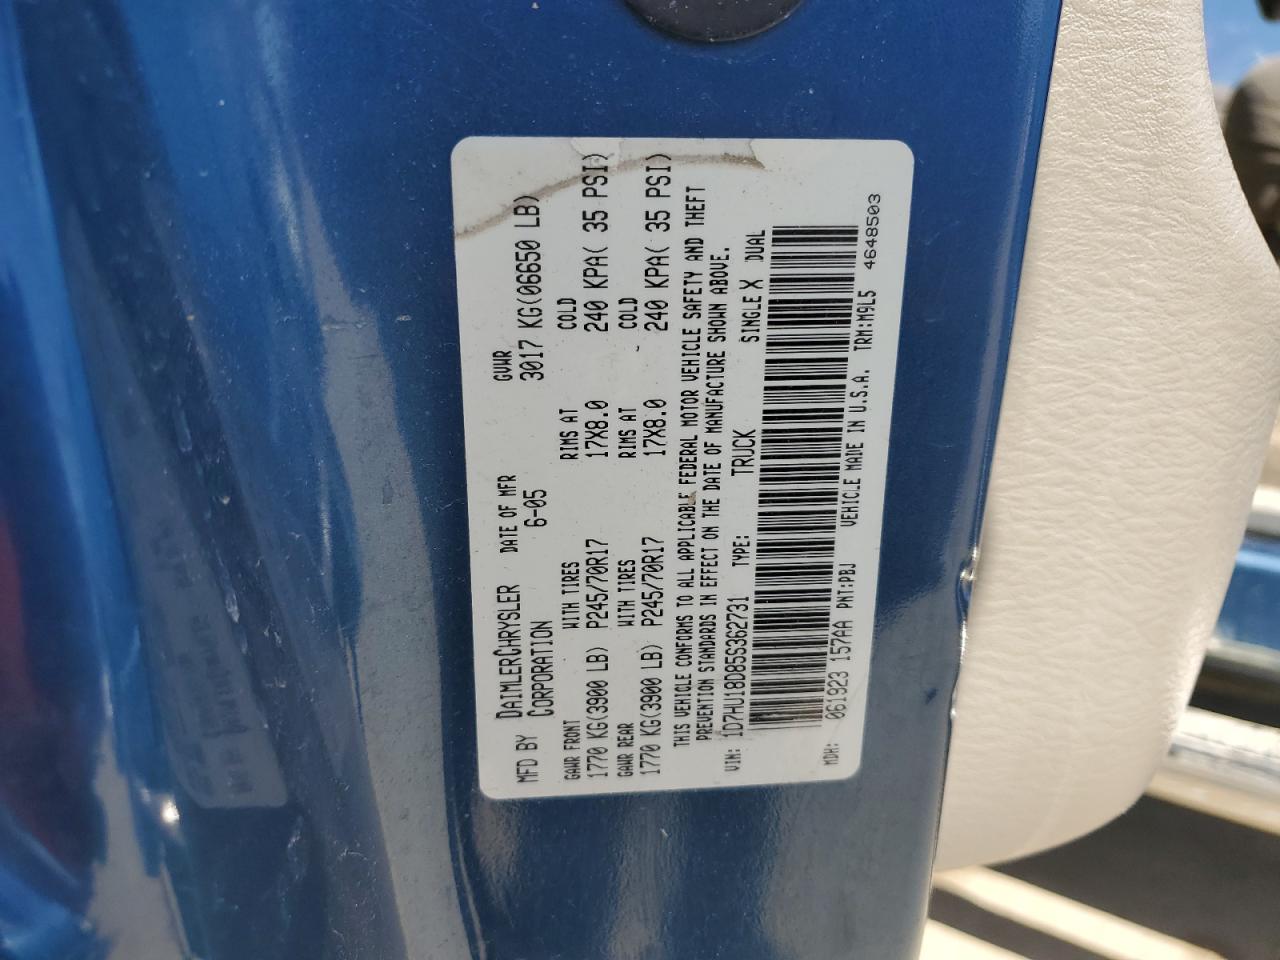 MFD BY DAIMLERCHRYSLER CORPORATION DATE OF MFR 6-05 GVWR 3017 KG(06650 LB)
GAWR FRONT WITH TIRES RIMS AT COLD
1770 KG(3900 LB) P245/70R17 17X8.0 240 KPA( 35 PSI)
GAWR REAR WITH TIRES RIMS AT COLD
1770 KG(3900 LB) P245/70R17 17X8.0 240 KPA( 35 PSI)
THIS VEHICLE CONFORMS TO ALL APPLICABLE FEDERAL MOTOR VEHICLE SAFETY AND THEFT
PREVENTION STANDARDS IN EFFECT ON THE DATE OF MANUFACTURE SHOWN ABOVE.
VIN: 1D7HU18D85S362731 TYPE: TRUCK SINGLE X DUAL
MDH: 061923 157AA PNT:PBJ VEHICLE MADE IN U.S.A. TRM:M9L5 4648503